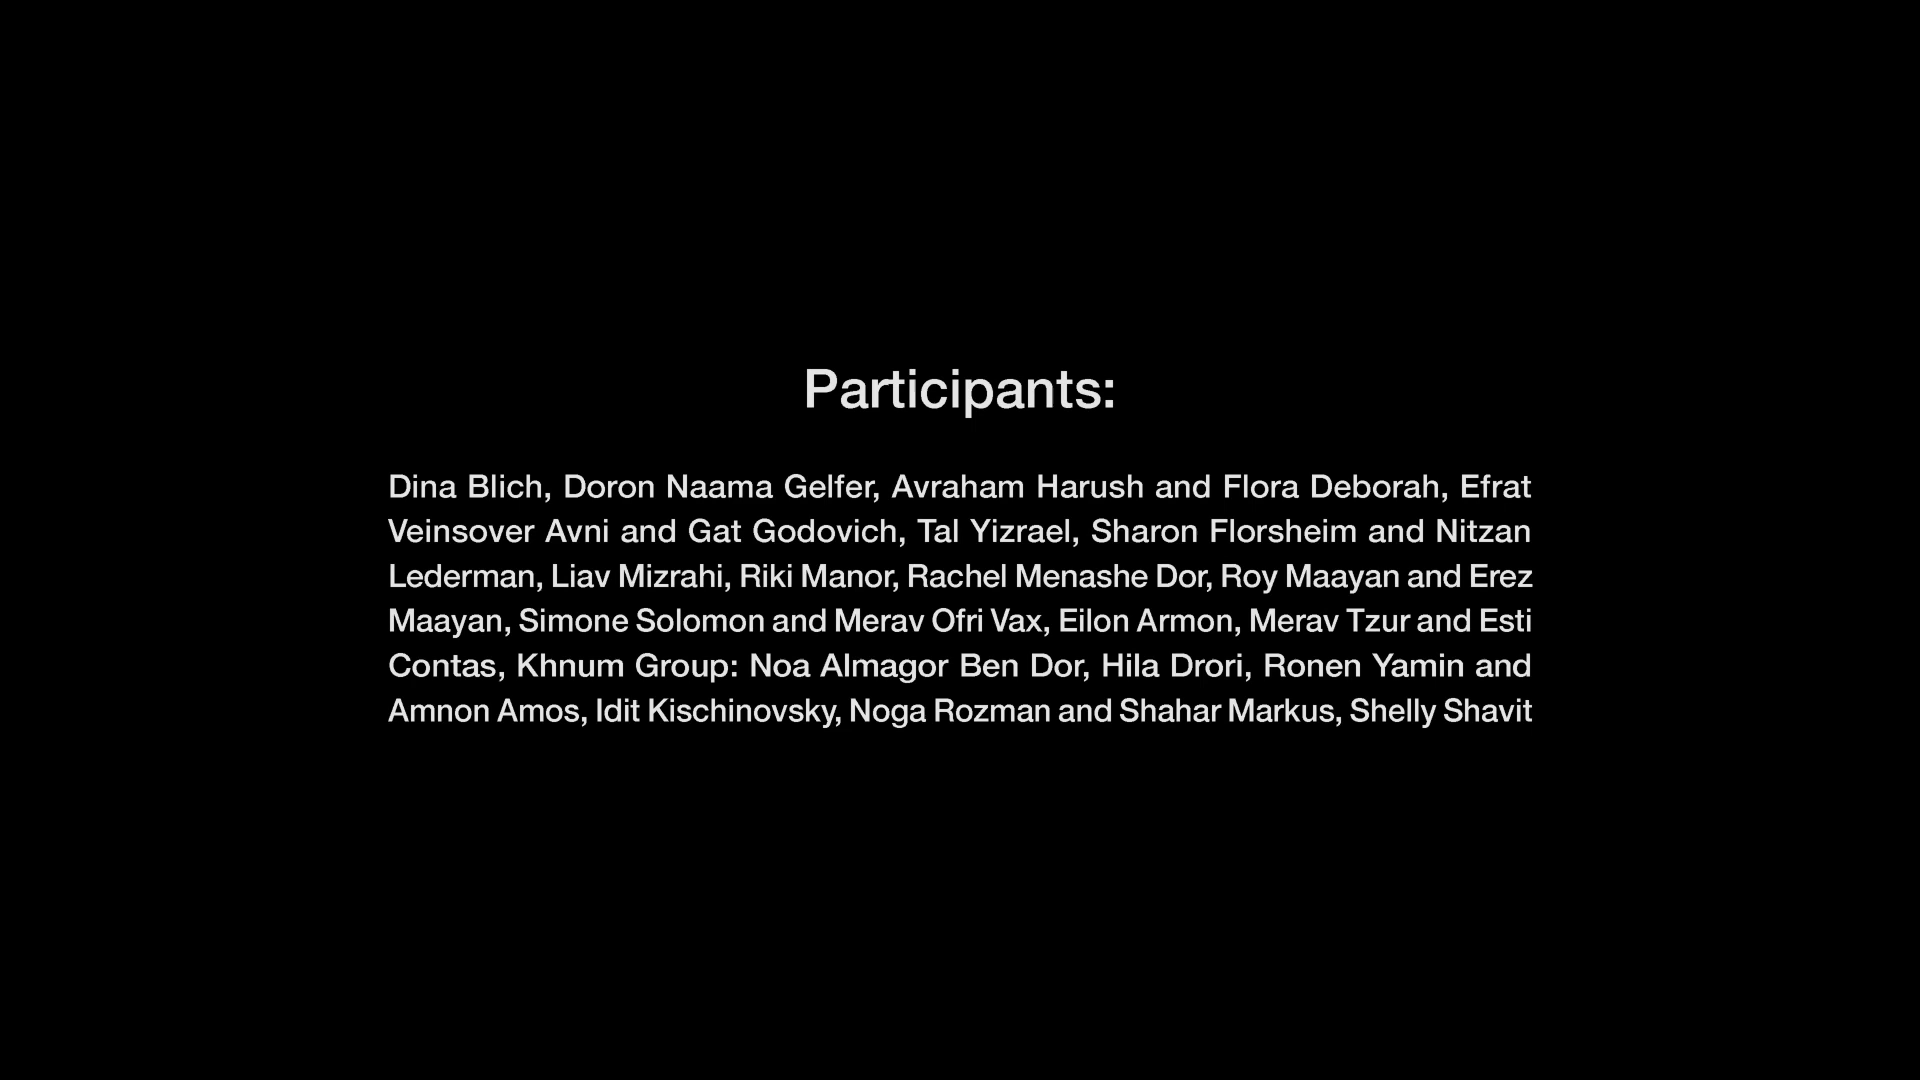 Participants:
Dina Blich, Doron Naama Gelfer, Avraham Harush and Flora Deborah, Efrat
Veinsover Avni and Gat Godovich, Tal Yizrael, Sharon Florsheim and Nitzan
Lederman, Liav Mizrahi, Riki Manor, Rachel Menashe Dor, Roy Maayan and Erez
Maayan, Simone Solomon and Merav Ofri Vax, Eilon Armon, Merav Tzur and Esti
Contas, Khnum Group: Noa Almagor Ben Dor, Hila Drori, Ronen Yamin and
Amnon Amos, Idit Kischinovsky, Noga Rozman and Shahar Markus, Shelly Shavit